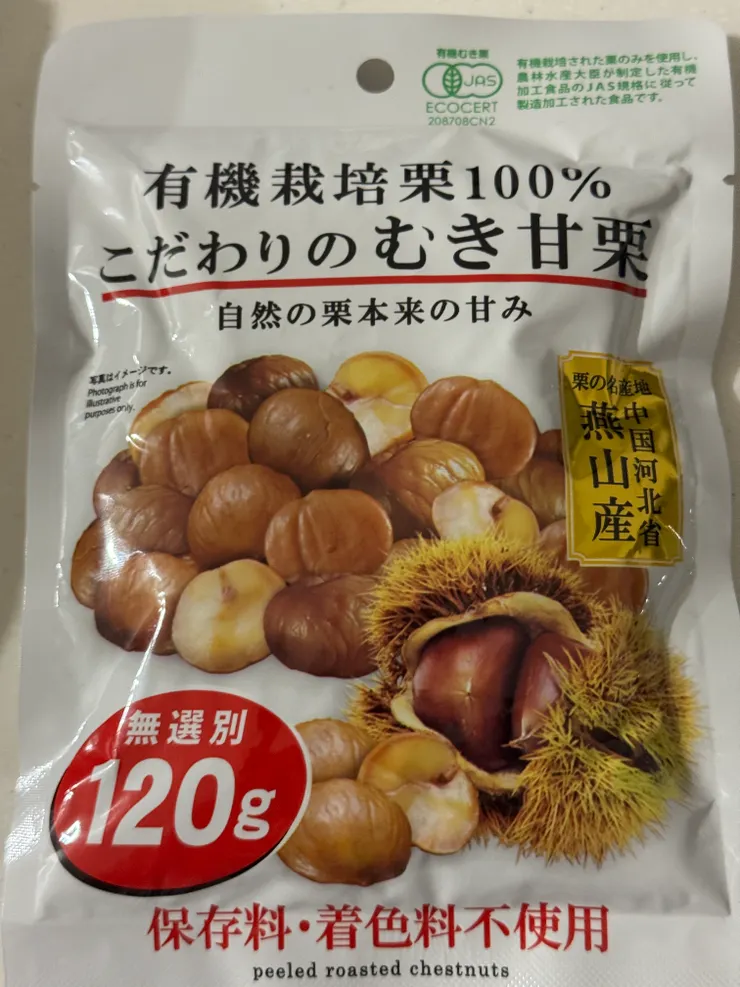 有機むき栗
JAS
ECOCERT
208708CN2
有機栽培された栗のみを使用し、
農林水産大臣が制定した有機
加工食品のJAS規格に従って
製造加工された食品です。
有機栽培栗100%
こだわりのむき甘栗
自然の栗本来の甘み
写真はイメージです。
Photograph is for
illustrative
purposes only.
栗の名産地
中国河北省
燕山産
無選別
120g
保存料・着色料不使用
peeled roasted chestnuts